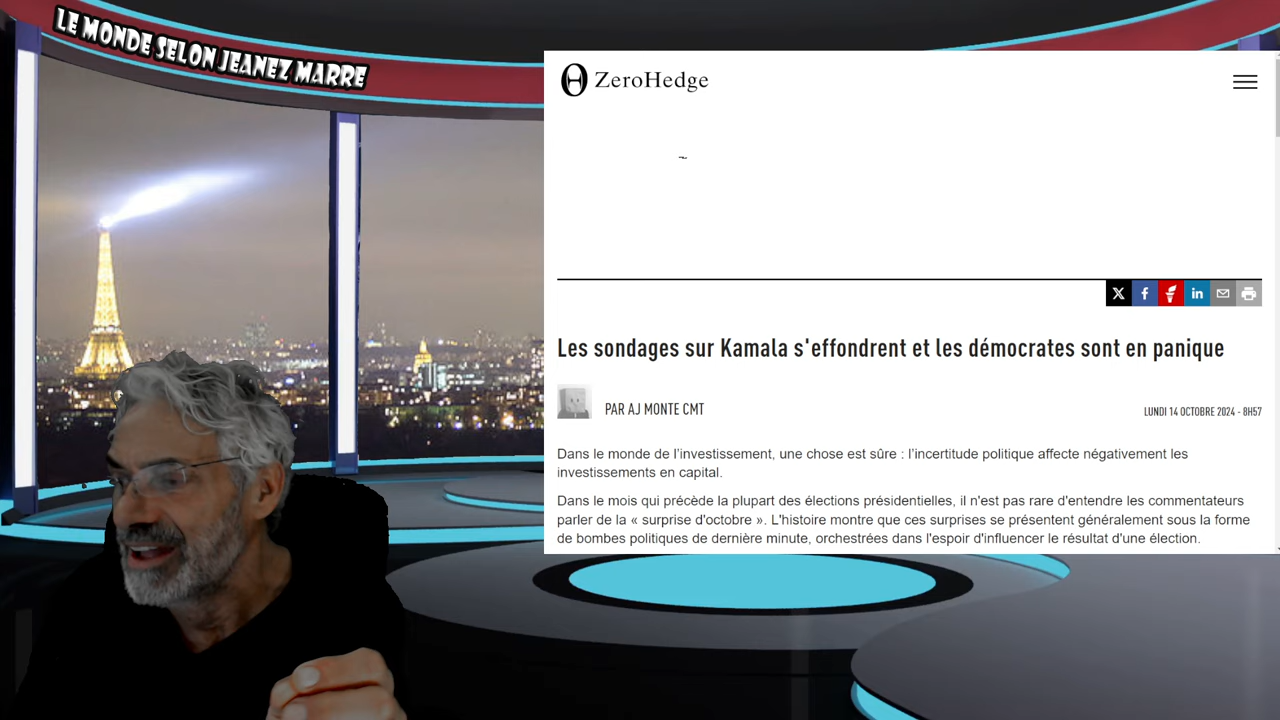 LE MONDE SELON JEANEZ MARRE
ZeroHedge
Les sondages sur Kamala s'effondrent et les démocrates sont en panique
PAR AJ MONTE CMT
LUNDI 14 OCTOBRE 2024 - 8H57
Dans le monde de l’investissement, une chose est sûre : l’incertitude politique affecte négativement les
investissements en capital.
Dans le mois qui précède la plupart des élections présidentielles, il n'est pas rare d'entendre les commentateurs
parler de la « surprise d'octobre ». L'histoire montre que ces surprises se présentent généralement sous la forme
de bombes politiques de dernière minute, orchestrées dans l'espoir d'influencer le résultat d'une élection.